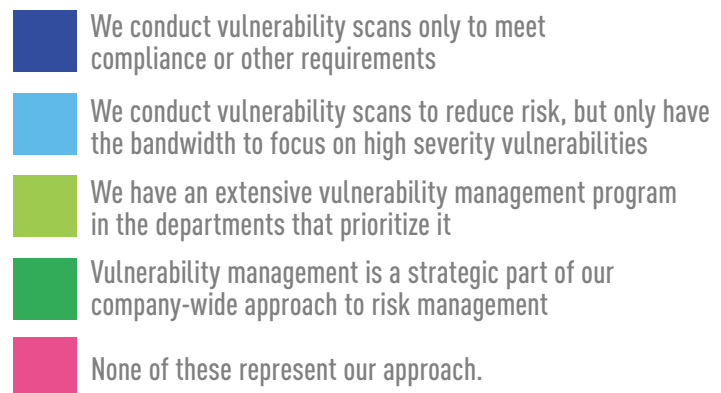 We conduct vulnerability scans only to meet
compliance or other requirements
We conduct vulnerability scans to reduce risk, but only have
the bandwidth to focus on high severity vulnerabilities
We have an extensive vulnerability management program
in the departments that prioritize it
Vulnerability management is a strategic part of our
company-wide approach to risk management
None of these represent our approach.